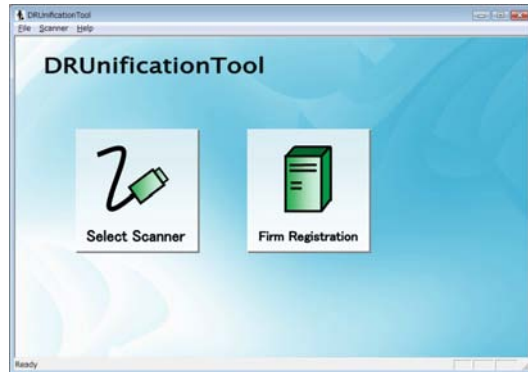 DRUnificationTool
File Scanner Help
DRUnificationTool
Select Scanner
Firm Registration
Ready